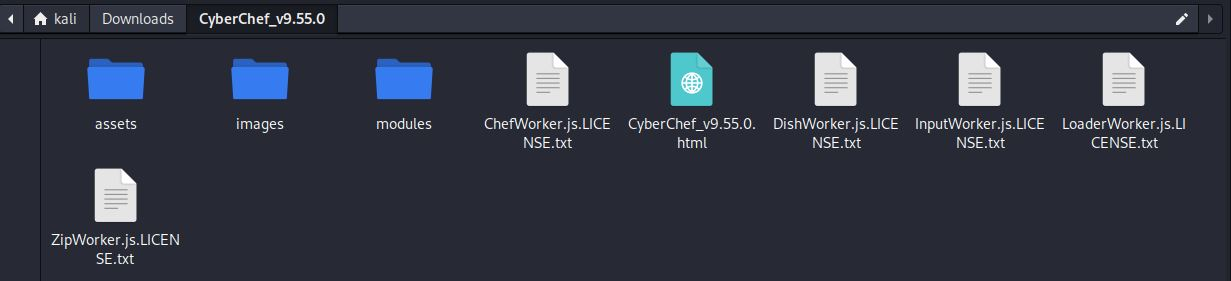 kali Downloads CyberChef_v9.55.0
assets images modules ChefWorker.js.LICE CyberChef_v9.55.0. DishWorker.js.LICE InputWorker.js.LICE LoaderWorker.js.LI
NSE.txt html NSE.txt NSE.txt CENSE.txt
ZipWorker.js.LICEN
SE.txt